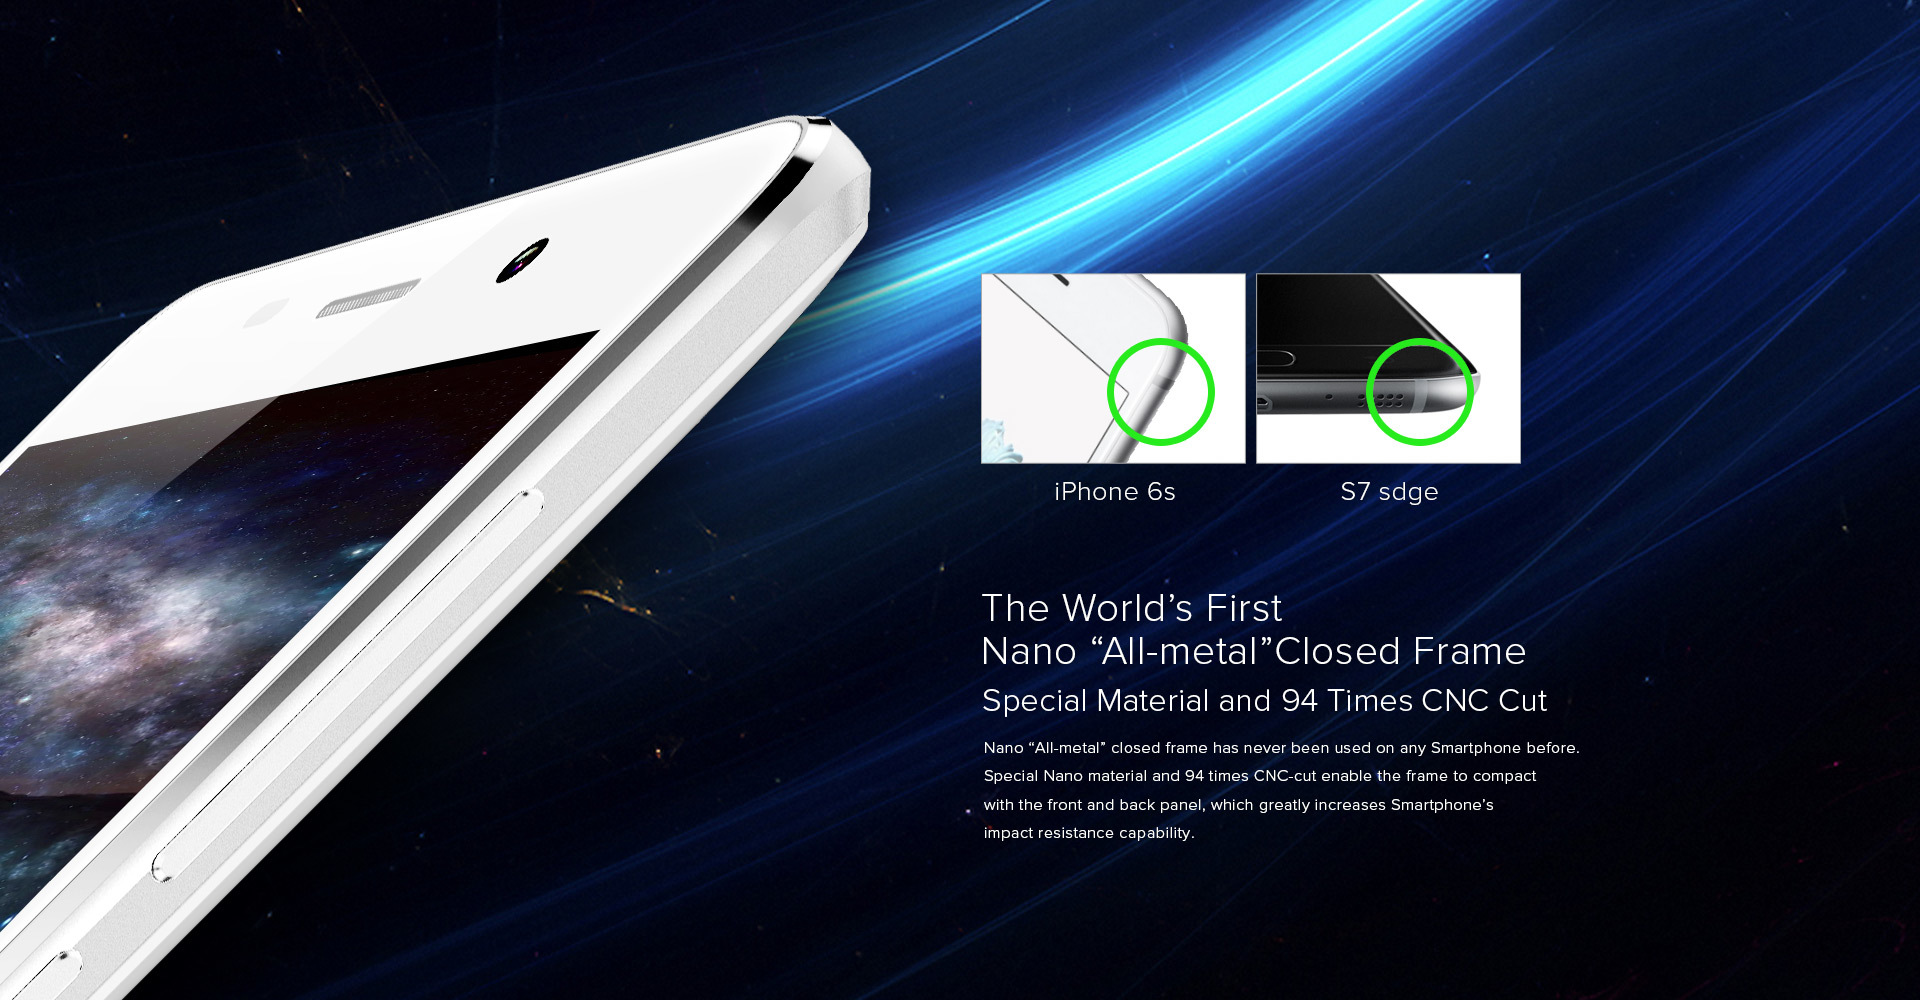 iPhone 6s
S7 sdge
The World’s First
Nano “All-metal”Closed Frame
Special Material and 94 Times CNC Cut
Nano “All-metal” closed frame has never been used on any Smartphone before.
Special Nano material and 94 times CNC-cut enable the frame to compact
with the front and back panel, which greatly increases Smartphone’s
impact resistance capability.